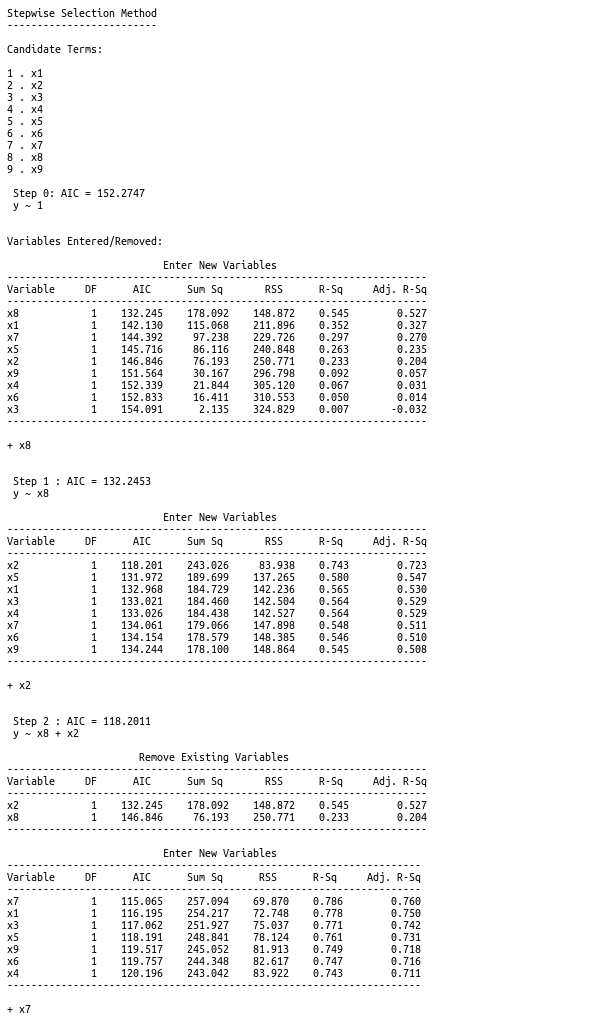 Stepwise Selection Method
-------------------------
Candidate Terms:
1 . x1
2 . x2
3 . x3
4 . x4
5 . x5
6 . x6
7 . x7
8 . x8
9 . x9
Step 0: AIC = 152.2747
y ~ 1
Variables Entered/Removed:
Enter New Variables
----------------------------------------------------------------------
Variable DF AIC Sum Sq RSS R-Sq Adj. R-Sq
----------------------------------------------------------------------
x8 1 132.245 178.092 148.872 0.545 0.527
x1 1 142.130 115.068 211.896 0.352 0.327
x7 1 144.392 97.238 229.726 0.297 0.270
x5 1 145.716 86.116 240.848 0.263 0.235
x2 1 146.846 76.193 250.771 0.233 0.204
x9 1 151.564 30.167 296.798 0.092 0.057
x4 1 152.339 21.844 305.120 0.067 0.031
x6 1 152.833 16.411 310.553 0.050 0.014
x3 1 154.091 2.135 324.829 0.007 -0.032
----------------------------------------------------------------------
+ x8
Step 1 : AIC = 132.2453
y ~ x8
Enter New Variables
----------------------------------------------------------------------
Variable DF AIC Sum Sq RSS R-Sq Adj. R-Sq
----------------------------------------------------------------------
x2 1 118.201 243.026 83.938 0.743 0.723
x5 1 131.972 189.699 137.265 0.580 0.547
x1 1 132.968 184.729 142.236 0.565 0.530
x3 1 133.021 184.460 142.504 0.564 0.529
x4 1 133.026 184.438 142.527 0.564 0.529
x7 1 134.061 179.066 147.898 0.548 0.511
x6 1 134.154 178.579 148.385 0.546 0.510
x9 1 134.244 178.100 148.864 0.545 0.508
----------------------------------------------------------------------
+ x2
Step 2 : AIC = 118.2011
y ~ x8 + x2
Remove Existing Variables
----------------------------------------------------------------------
Variable DF AIC Sum Sq RSS R-Sq Adj. R-Sq
----------------------------------------------------------------------
x2 1 132.245 178.092 148.872 0.545 0.527
x8 1 146.846 76.193 250.771 0.233 0.204
----------------------------------------------------------------------
Enter New Variables
---------------------------------------------------------------------
Variable DF AIC Sum Sq RSS R-Sq Adj. R-Sq
---------------------------------------------------------------------
x7 1 115.065 257.094 69.870 0.786 0.760
x1 1 116.195 254.217 72.748 0.778 0.750
x3 1 117.062 251.927 75.037 0.771 0.742
x5 1 118.191 248.841 78.124 0.761 0.731
x9 1 119.517 245.052 81.913 0.749 0.718
x6 1 119.757 244.348 82.617 0.747 0.716
x4 1 120.196 243.042 83.922 0.743 0.711
---------------------------------------------------------------------
+ x7